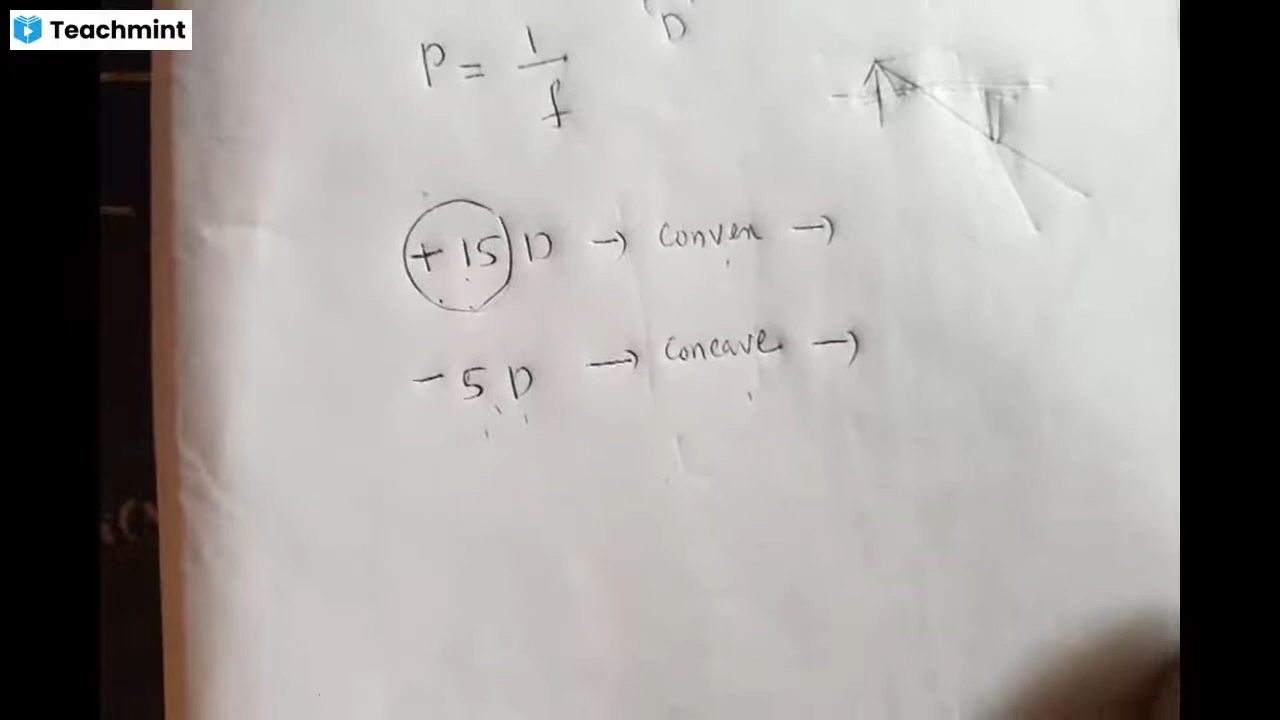 Teachmint
D
P = 1/f
+ 15 D → Convex →
- 5 D → Concave →